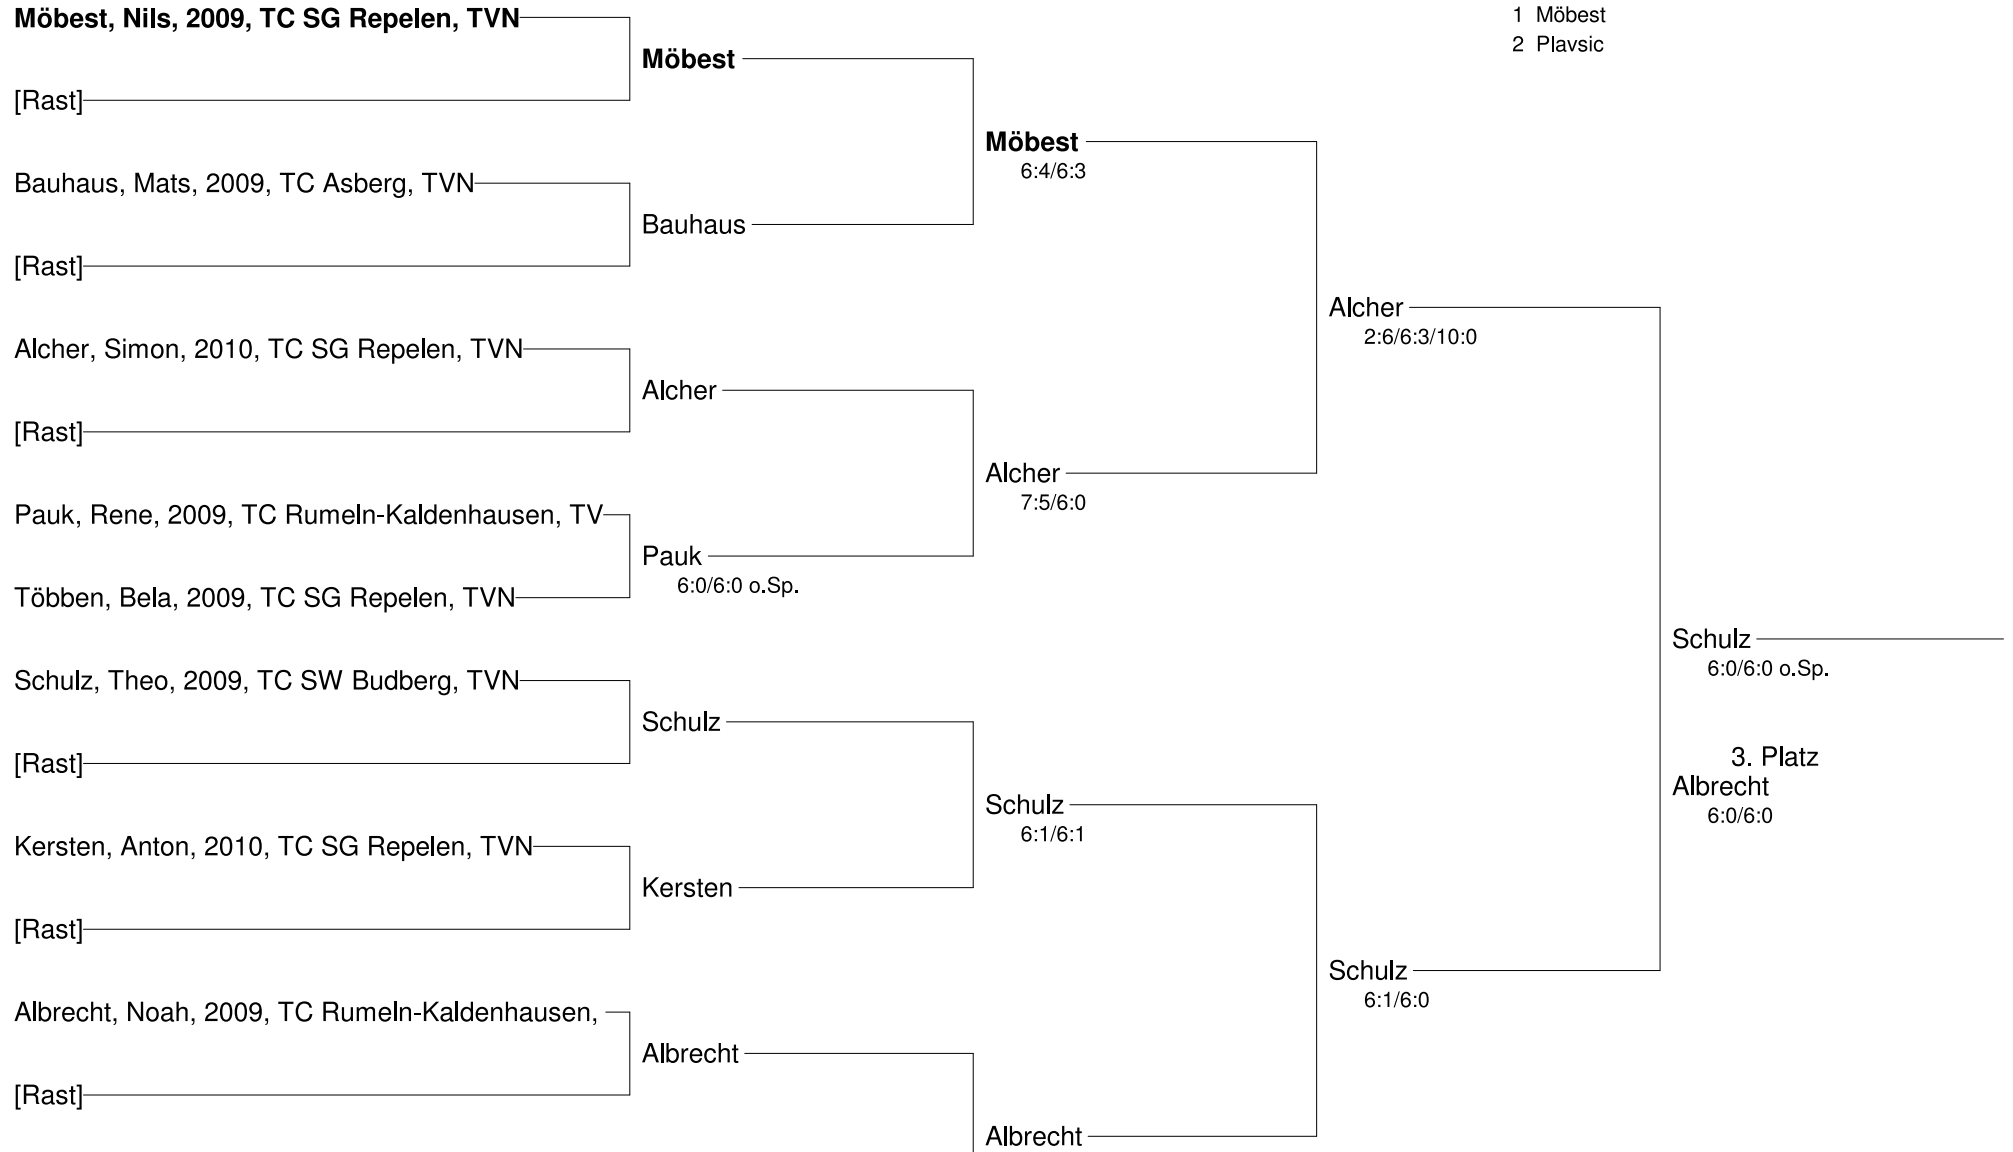 Möbest, Nils, 2009, TC SG Repelen, TVN
[Rast]
Bauhaus, Mats, 2009, TC Asberg, TVN
[Rast]
Alcher, Simon, 2010, TC SG Repelen, TVN
[Rast]
Pauk, Rene, 2009, TC Rumeln-Kaldenhausen, TV
Többen, Bela, 2009, TC SG Repelen, TVN
Schulz, Theo, 2009, TC SW Budberg, TVN
[Rast]
Kersten, Anton, 2010, TC SG Repelen, TVN
[Rast]
Albrecht, Noah, 2009, TC Rumeln-Kaldenhausen,
[Rast]
Möbest
Bauhaus
Alcher
Pauk
6:0/6:0 o.Sp.
Schulz
Kersten
Albrecht
Möbest
6:4/6:3
Alcher
7:5/6:0
Schulz
6:1/6:1
Albrecht
Alcher
2:6/6:3/10:0
Schulz
6:1/6:0
1 Möbest
2 Plavsic
Schulz
6:0/6:0 o.Sp.
3. Platz
Albrecht
6:0/6:0